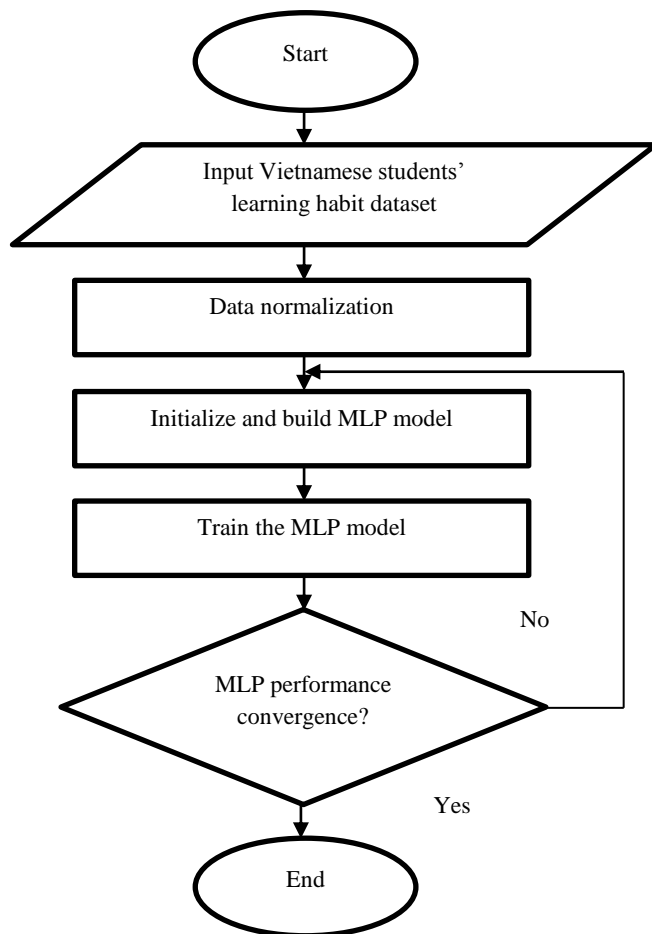 Start
Input Vietnamese students’
learning habit dataset
Data normalization
Initialize and build MLP model
Train the MLP model
No
MLP performance
convergence?
Yes
End